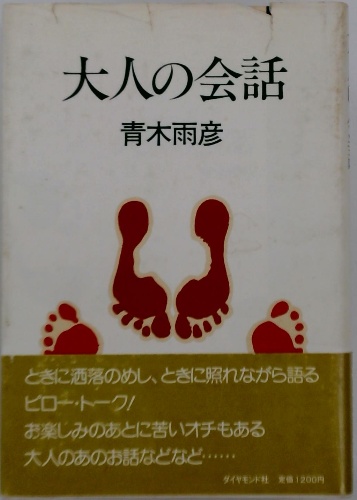 大人の会話
青木雨彦
ときに洒落のめし、ときに照れながら語る
ピロー・トーク!
お楽しみのあとに苦いオチもある
大人のあのお話などなど……
ダイヤモンド社 定価1200円